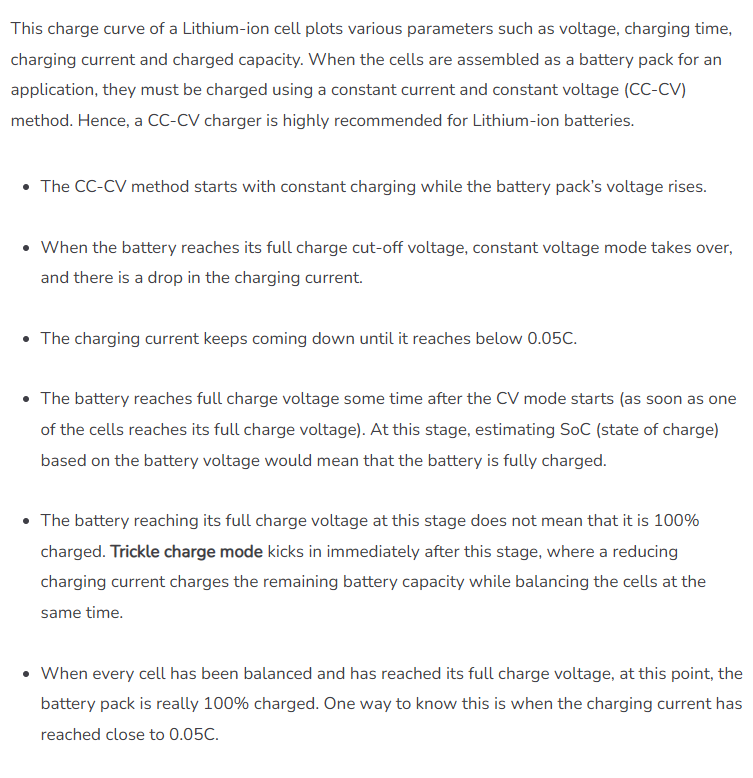 This charge curve of a Lithium-ion cell plots various parameters such as voltage, charging time,
charging current and charged capacity. When the cells are assembled as a battery pack for an
application, they must be charged using a constant current and constant voltage (CC-CV)
method. Hence, a CC-CV charger is highly recommended for Lithium-ion batteries.
• The CC-CV method starts with constant charging while the battery pack’s voltage rises.
• When the battery reaches its full charge cut-off voltage, constant voltage mode takes over,
and there is a drop in the charging current.
• The charging current keeps coming down until it reaches below 0.05C.
• The battery reaches full charge voltage some time after the CV mode starts (as soon as one
of the cells reaches its full charge voltage). At this stage, estimating SoC (state of charge)
based on the battery voltage would mean that the battery is fully charged.
• The battery reaching its full charge voltage at this stage does not mean that it is 100%
charged. Trickle charge mode kicks in immediately after this stage, where a reducing
charging current charges the remaining battery capacity while balancing the cells at the
same time.
• When every cell has been balanced and has reached its full charge voltage, at this point, the
battery pack is really 100% charged. One way to know this is when the charging current has
reached close to 0.05C.